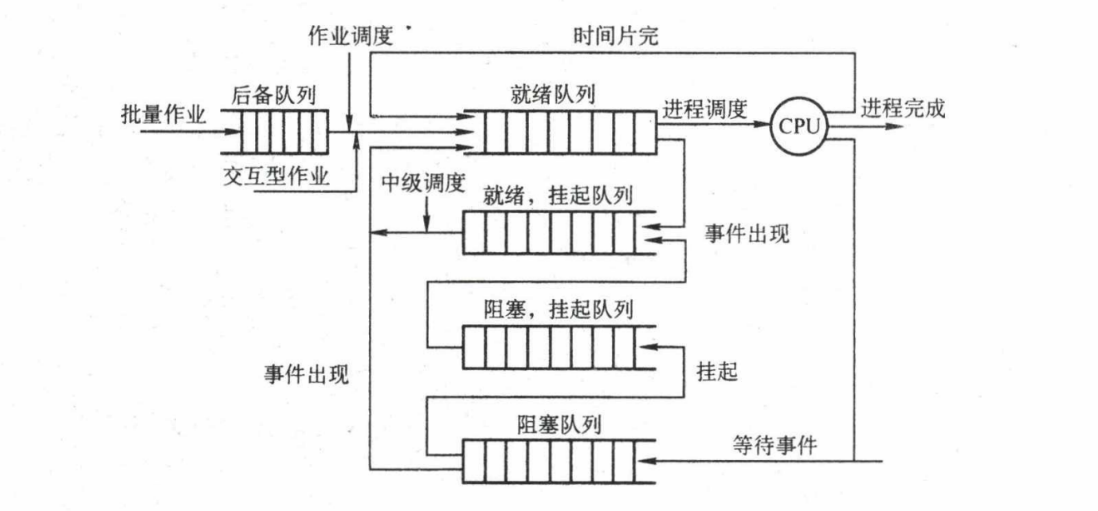 作业调度
时间片完
后备队列
就绪队列
批量作业
进程调度
CPU
进程完成
交互型作业
中级调度
就绪，挂起队列
事件出现
阻塞，挂起队列
事件出现
挂起
阻塞队列
等待事件